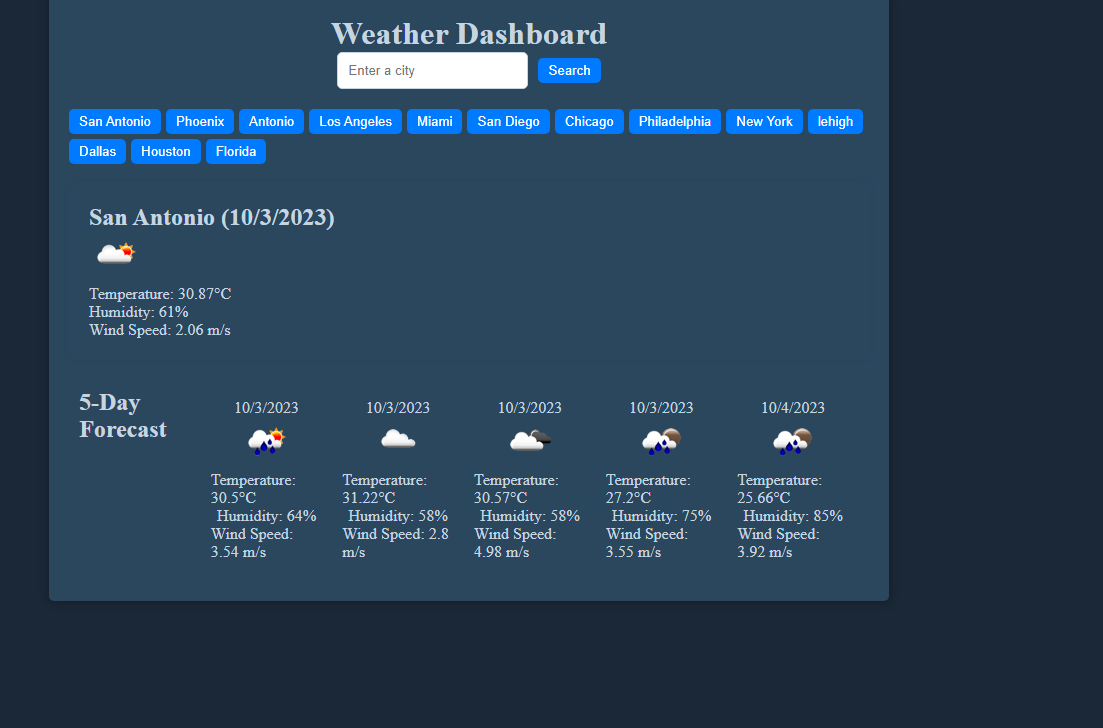 Weather Dashboard
Enter a city Search
San Antonio Phoenix Antonio Los Angeles Miami San Diego Chicago Philadelphia New York lehigh
Dallas Houston Florida
San Antonio (10/3/2023)
Temperature: 30.87°C
Humidity: 61%
Wind Speed: 2.06 m/s
5-Day
Forecast
10/3/2023
Temperature:
30.5°C
Humidity: 64%
Wind Speed:
3.54 m/s
10/3/2023
Temperature:
31.22°C
Humidity: 58%
Wind Speed: 2.8
m/s
10/3/2023
Temperature:
30.57°C
Humidity: 58%
Wind Speed:
4.98 m/s
10/3/2023
Temperature:
27.2°C
Humidity: 75%
Wind Speed:
3.55 m/s
10/4/2023
Temperature:
25.66°C
Humidity: 85%
Wind Speed:
3.92 m/s